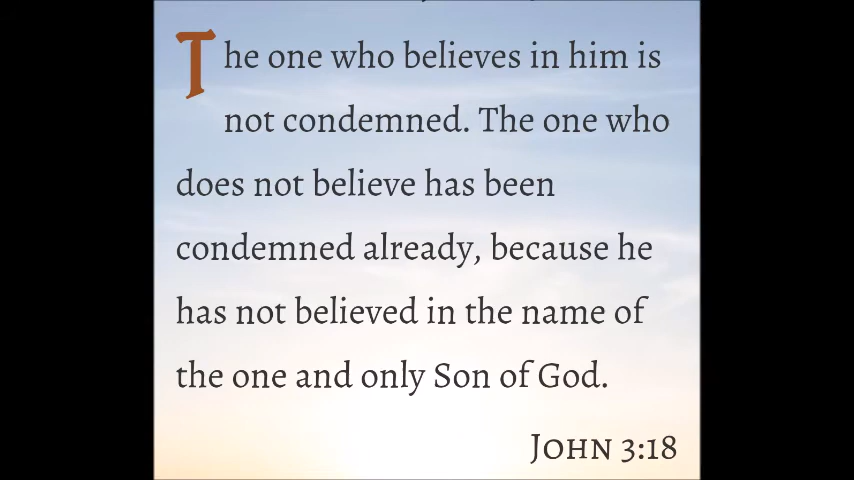 The one who believes in him is
not condemned. The one who
does not believe has been
condemned already, because he
has not believed in the name of
the one and only Son of God.
John 3:18